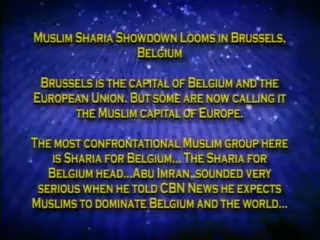 MUSLIM SHARIA SHOWDOWN LOOMS IN BRUSSELS,
BELGIUM
BRUSSELS IS THE CAPITAL OF BELGIUM AND THE
EUROPEAN UNION. BUT SOME ARE NOW CALLING IT
THE MUSLIM CAPITAL OF EUROPE.
THE MOST CONFRONTATIONAL MUSLIM GROUP HERE
IS SHARIA FOR BELGIUM... THE SHARIA FOR
BELGIUM HEAD...ABU IMRAN, SOUNDED VERY
SERIOUS WHEN HE TOLD CBN NEWS HE EXPECTS
MUSLIMS TO DOMINATE BELGIUM AND THE WORLD...